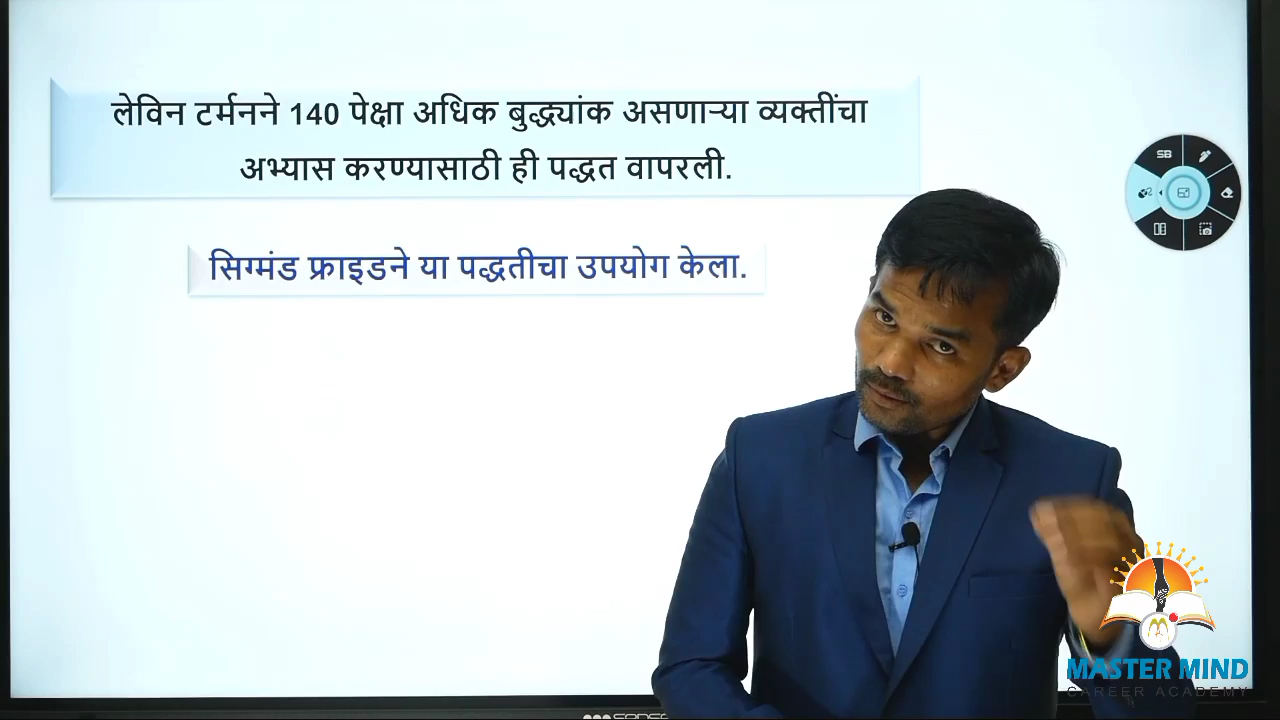 लेविन टर्मनने 140 पेक्षा अधिक बुद्ध्यांक असणाऱ्या व्यक्तींचा
अभ्यास करण्यासाठी ही पद्धत वापरली.
सिग्मंड फ्राइडने या पद्धतीचा उपयोग केला.
SB
MASTER MIND
CAREER ACADEMY